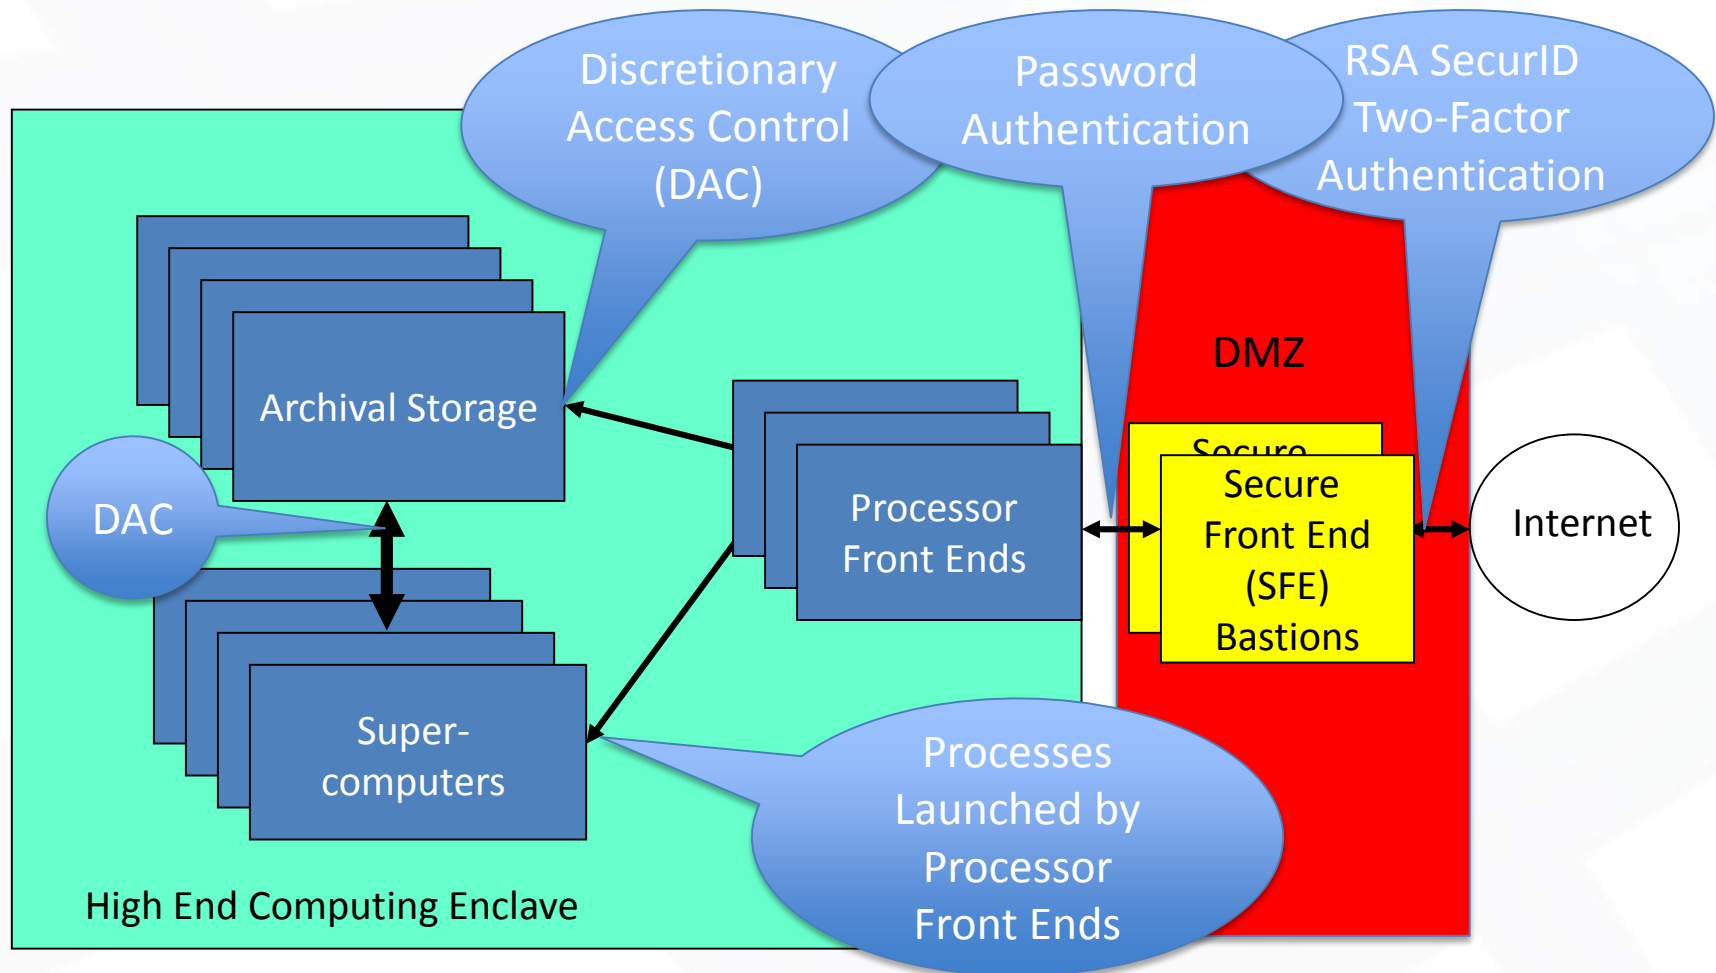 Discretionary
Access Control
(DAC)
Password
Authentication
RSA SecurID
Two-Factor
Authentication
DMZ
Archival Storage
DAC
Processor
Front Ends
Secure
Secure
Front End
(SFE)
Bastions
Internet
Super-
computers
Processes
Launched by
Processor
Front Ends
High End Computing Enclave